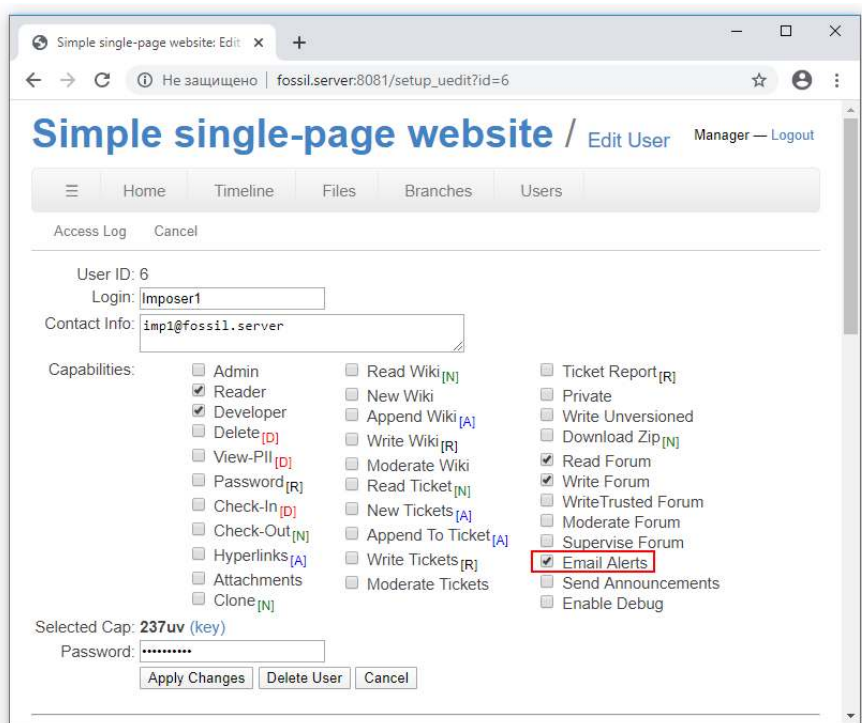 Simple single-page website: Edit
Не защищено | fossil.server:8081/setup_uedit?id=6
Simple single-page website / Edit User
Manager — Logout
Home Timeline Files Branches Users
Access Log Cancel
User ID: 6
Login: Imposer1
Contact Info: imp1@fossil.server
Capabilities:
Admin
Reader
Developer
Delete[D]
View-PII[D]
Password[R]
Check-In[D]
Check-Out[N]
Hyperlinks[A]
Attachments
Clone[N]
Read Wiki[N]
New Wiki
Append Wiki[A]
Write Wiki[R]
Moderate Wiki
Read Ticket[N]
New Tickets[A]
Append To Ticket[A]
Write Tickets[R]
Moderate Tickets
Ticket Report[R]
Private
Write Unversioned
Download Zip[N]
Read Forum
Write Forum
WriteTrusted Forum
Moderate Forum
Supervise Forum
Email Alerts
Send Announcements
Enable Debug
Selected Cap: 237uv (key)
Password: ••••••••••
Apply Changes Delete User Cancel